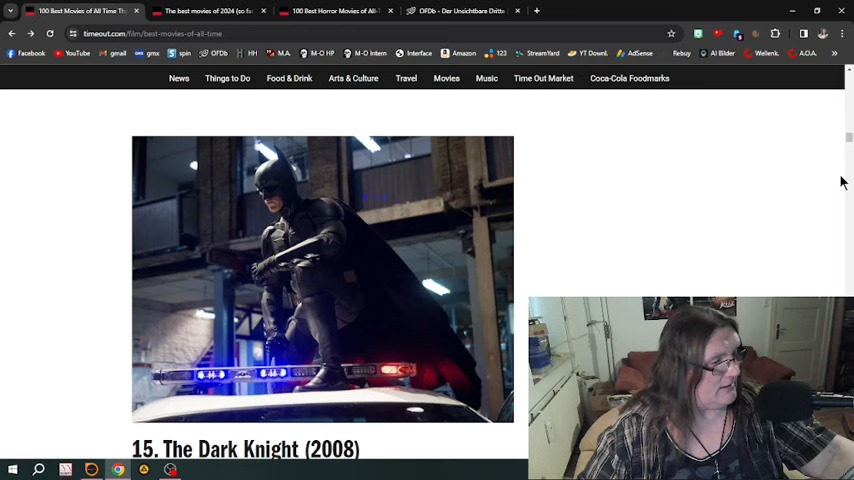 100 Best Movies of All Time Th
The best movies of 2024 (so fa
100 Best Horror Movies of All-T
OFDb - Der Unsichtbare Dritte
timeout.com/film/best-movies-of-all-time
Facebook YouTube gmail gmx spin OFDb HH M.A. M-O HP M-O Intern Interface Amazon 123 StreamYard YT Downl. AdSense Rebuy AI Bilder Wellenk. A.O.A.
News Things to Do Food & Drink Arts & Culture Travel Movies Music Time Out Market Coca-Cola Foodmarks
15. The Dark Knight (2008)